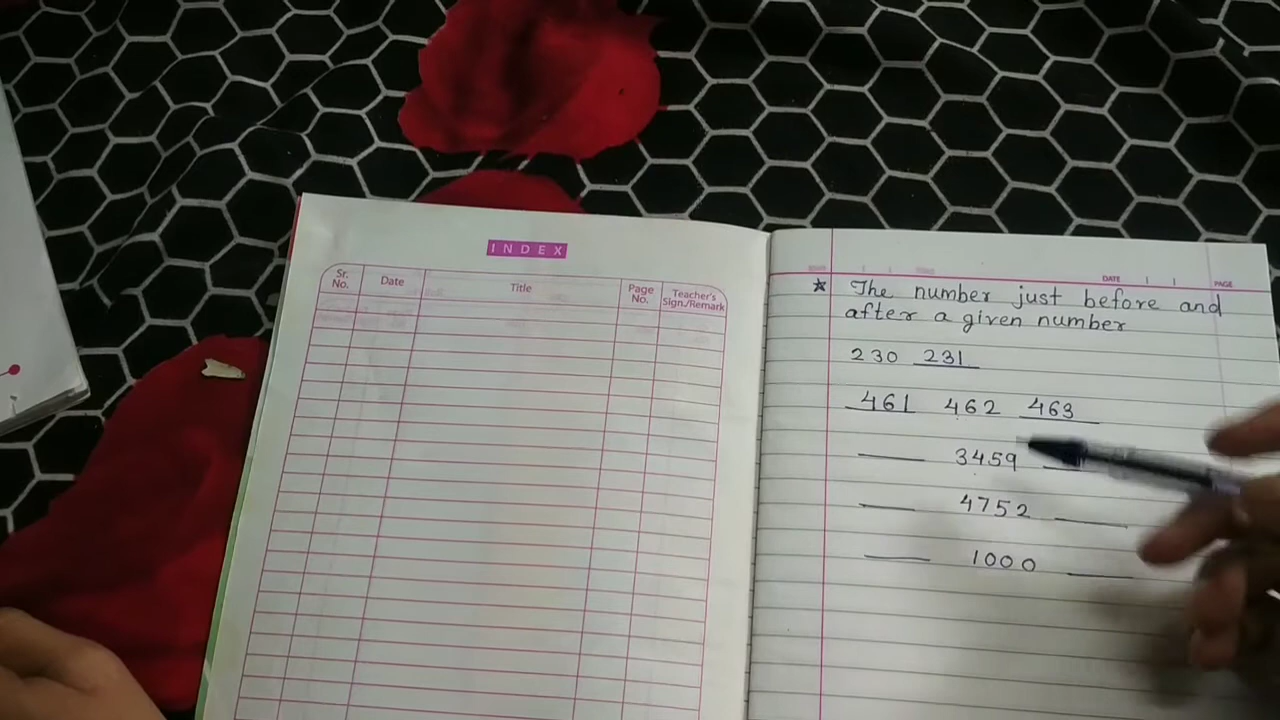 INDEX
Sr. No. Date Title Page No. Teacher's Sign./Remark
DATE PAGE
* The number just before and
after a given number
230 231
461 462 463
3459
4752
1000